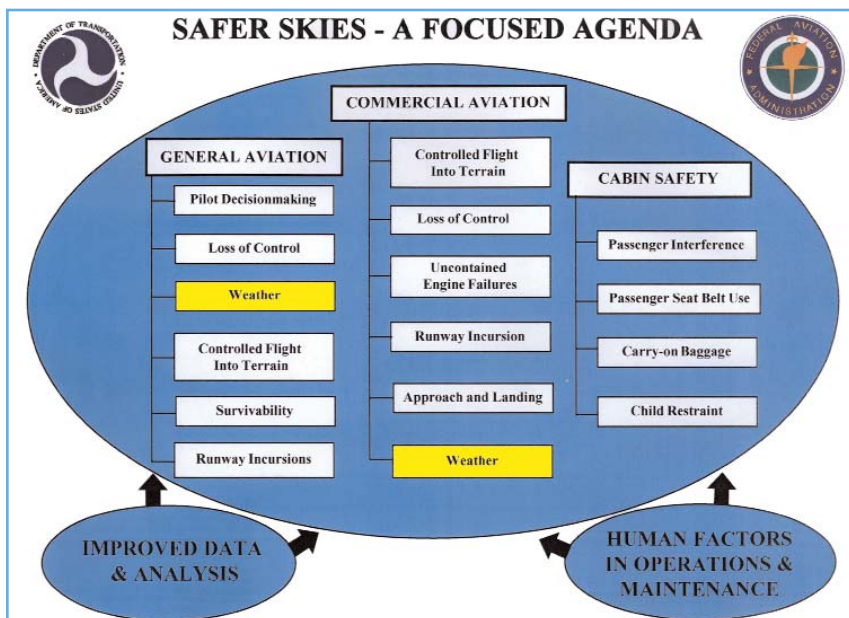 SAFER SKIES - A FOCUSED AGENDA
DEPARTMENT OF TRANSPORTATION
UNITED STATES OF AMERICA
FEDERAL AVIATION
ADMINISTRATION
GENERAL AVIATION
Pilot Decisionmaking
Loss of Control
Weather
Controlled Flight
Into Terrain
Survivability
Runway Incursions
COMMERCIAL AVIATION
Controlled Flight
Into Terrain
Loss of Control
Uncontained
Engine Failures
Runway Incursion
Approach and Landing
Weather
CABIN SAFETY
Passenger Interference
Passenger Seat Belt Use
Carry-on Baggage
Child Restraint
IMPROVED DATA
& ANALYSIS
HUMAN FACTORS
IN OPERATIONS &
MAINTENANCE